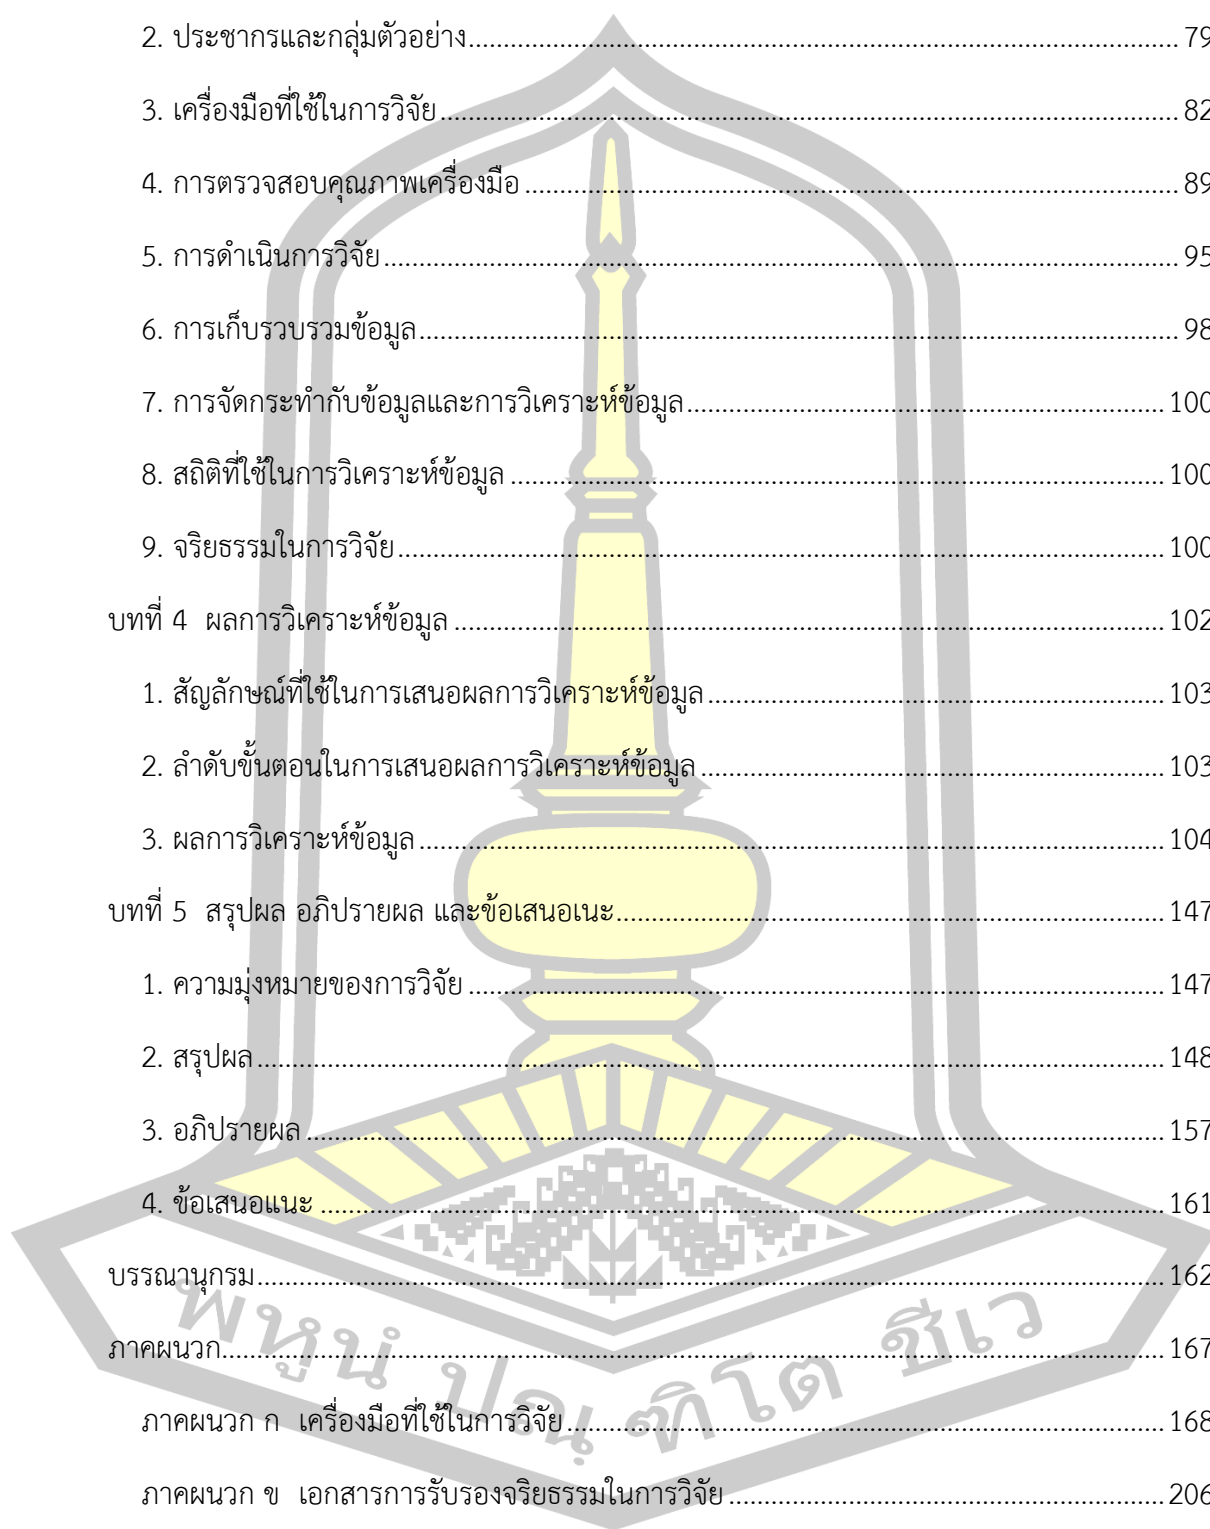 2. ประชากรและกลุ่มตัวอย่าง.......... 79
3. เครื่องมือที่ใช้ในการวิจัย.......... 82
4. การตรวจสอบคุณภาพเครื่องมือ.......... 89
5. การดำเนินการวิจัย.......... 95
6. การเก็บรวบรวมข้อมูล.......... 98
7. การจัดกระทำกับข้อมูลและการวิเคราะห์ข้อมูล.......... 100
8. สถิติที่ใช้ในการวิเคราะห์ข้อมูล.......... 100
9. จริยธรรมในการวิจัย.......... 100
บทที่ 4 ผลการวิเคราะห์ข้อมูล.......... 102
1. สัญลักษณ์ที่ใช้ในการเสนอผลการวิเคราะห์ข้อมูล.......... 103
2. ลำดับขั้นตอนในการเสนอผลการวิเคราะห์ข้อมูล.......... 103
3. ผลการวิเคราะห์ข้อมูล.......... 104
บทที่ 5 สรุปผล อภิปรายผล และข้อเสนอเนะ.......... 147
1. ความมุ่งหมายของการวิจัย.......... 147
2. สรุปผล.......... 148
3. อภิปรายผล.......... 157
4. ข้อเสนอแนะ.......... 161
บรรณานุกรม.......... 162
ภาคผนวก.......... 167
ภาคผนวก ก เครื่องมือที่ใช้ในการวิจัย.......... 168
ภาคผนวก ข เอกสารการรับรองจริยธรรมในการวิจัย.......... 206
พหูนํ ปณฺฑิโต ชีเว